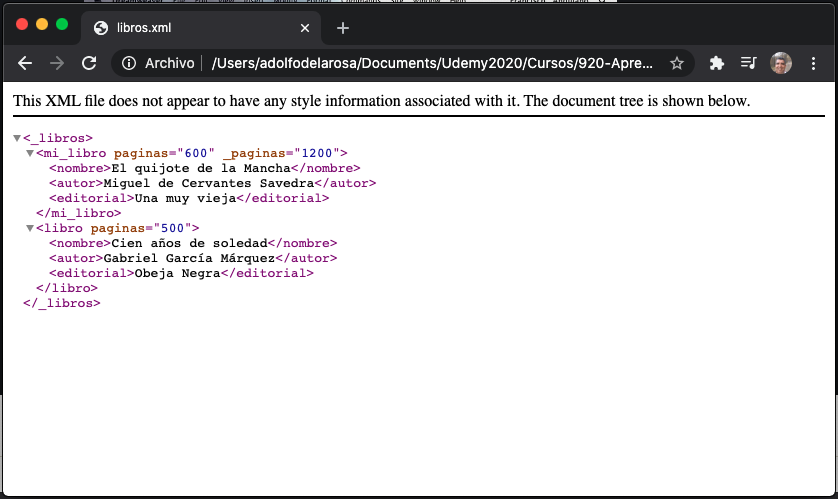 libros.xml
Archivo
/Users/adolfodelarosa/Documents/Udemy2020/Cursos/920-Apre...
This XML file does not appear to have any style information associated with it. The document tree is shown below.
<_libros>
<mi_libro paginas="600" _paginas="1200">
<nombre>El quijote de la Mancha</nombre>
<autor>Miguel de Cervantes Savedra</autor>
<editorial>Una muy vieja</editorial>
</mi_libro>
<libro paginas="500">
<nombre>Cien años de soledad</nombre>
<autor>Gabriel García Márquez</autor>
<editorial>Obeja Negra</editorial>
</libro>
</_libros>